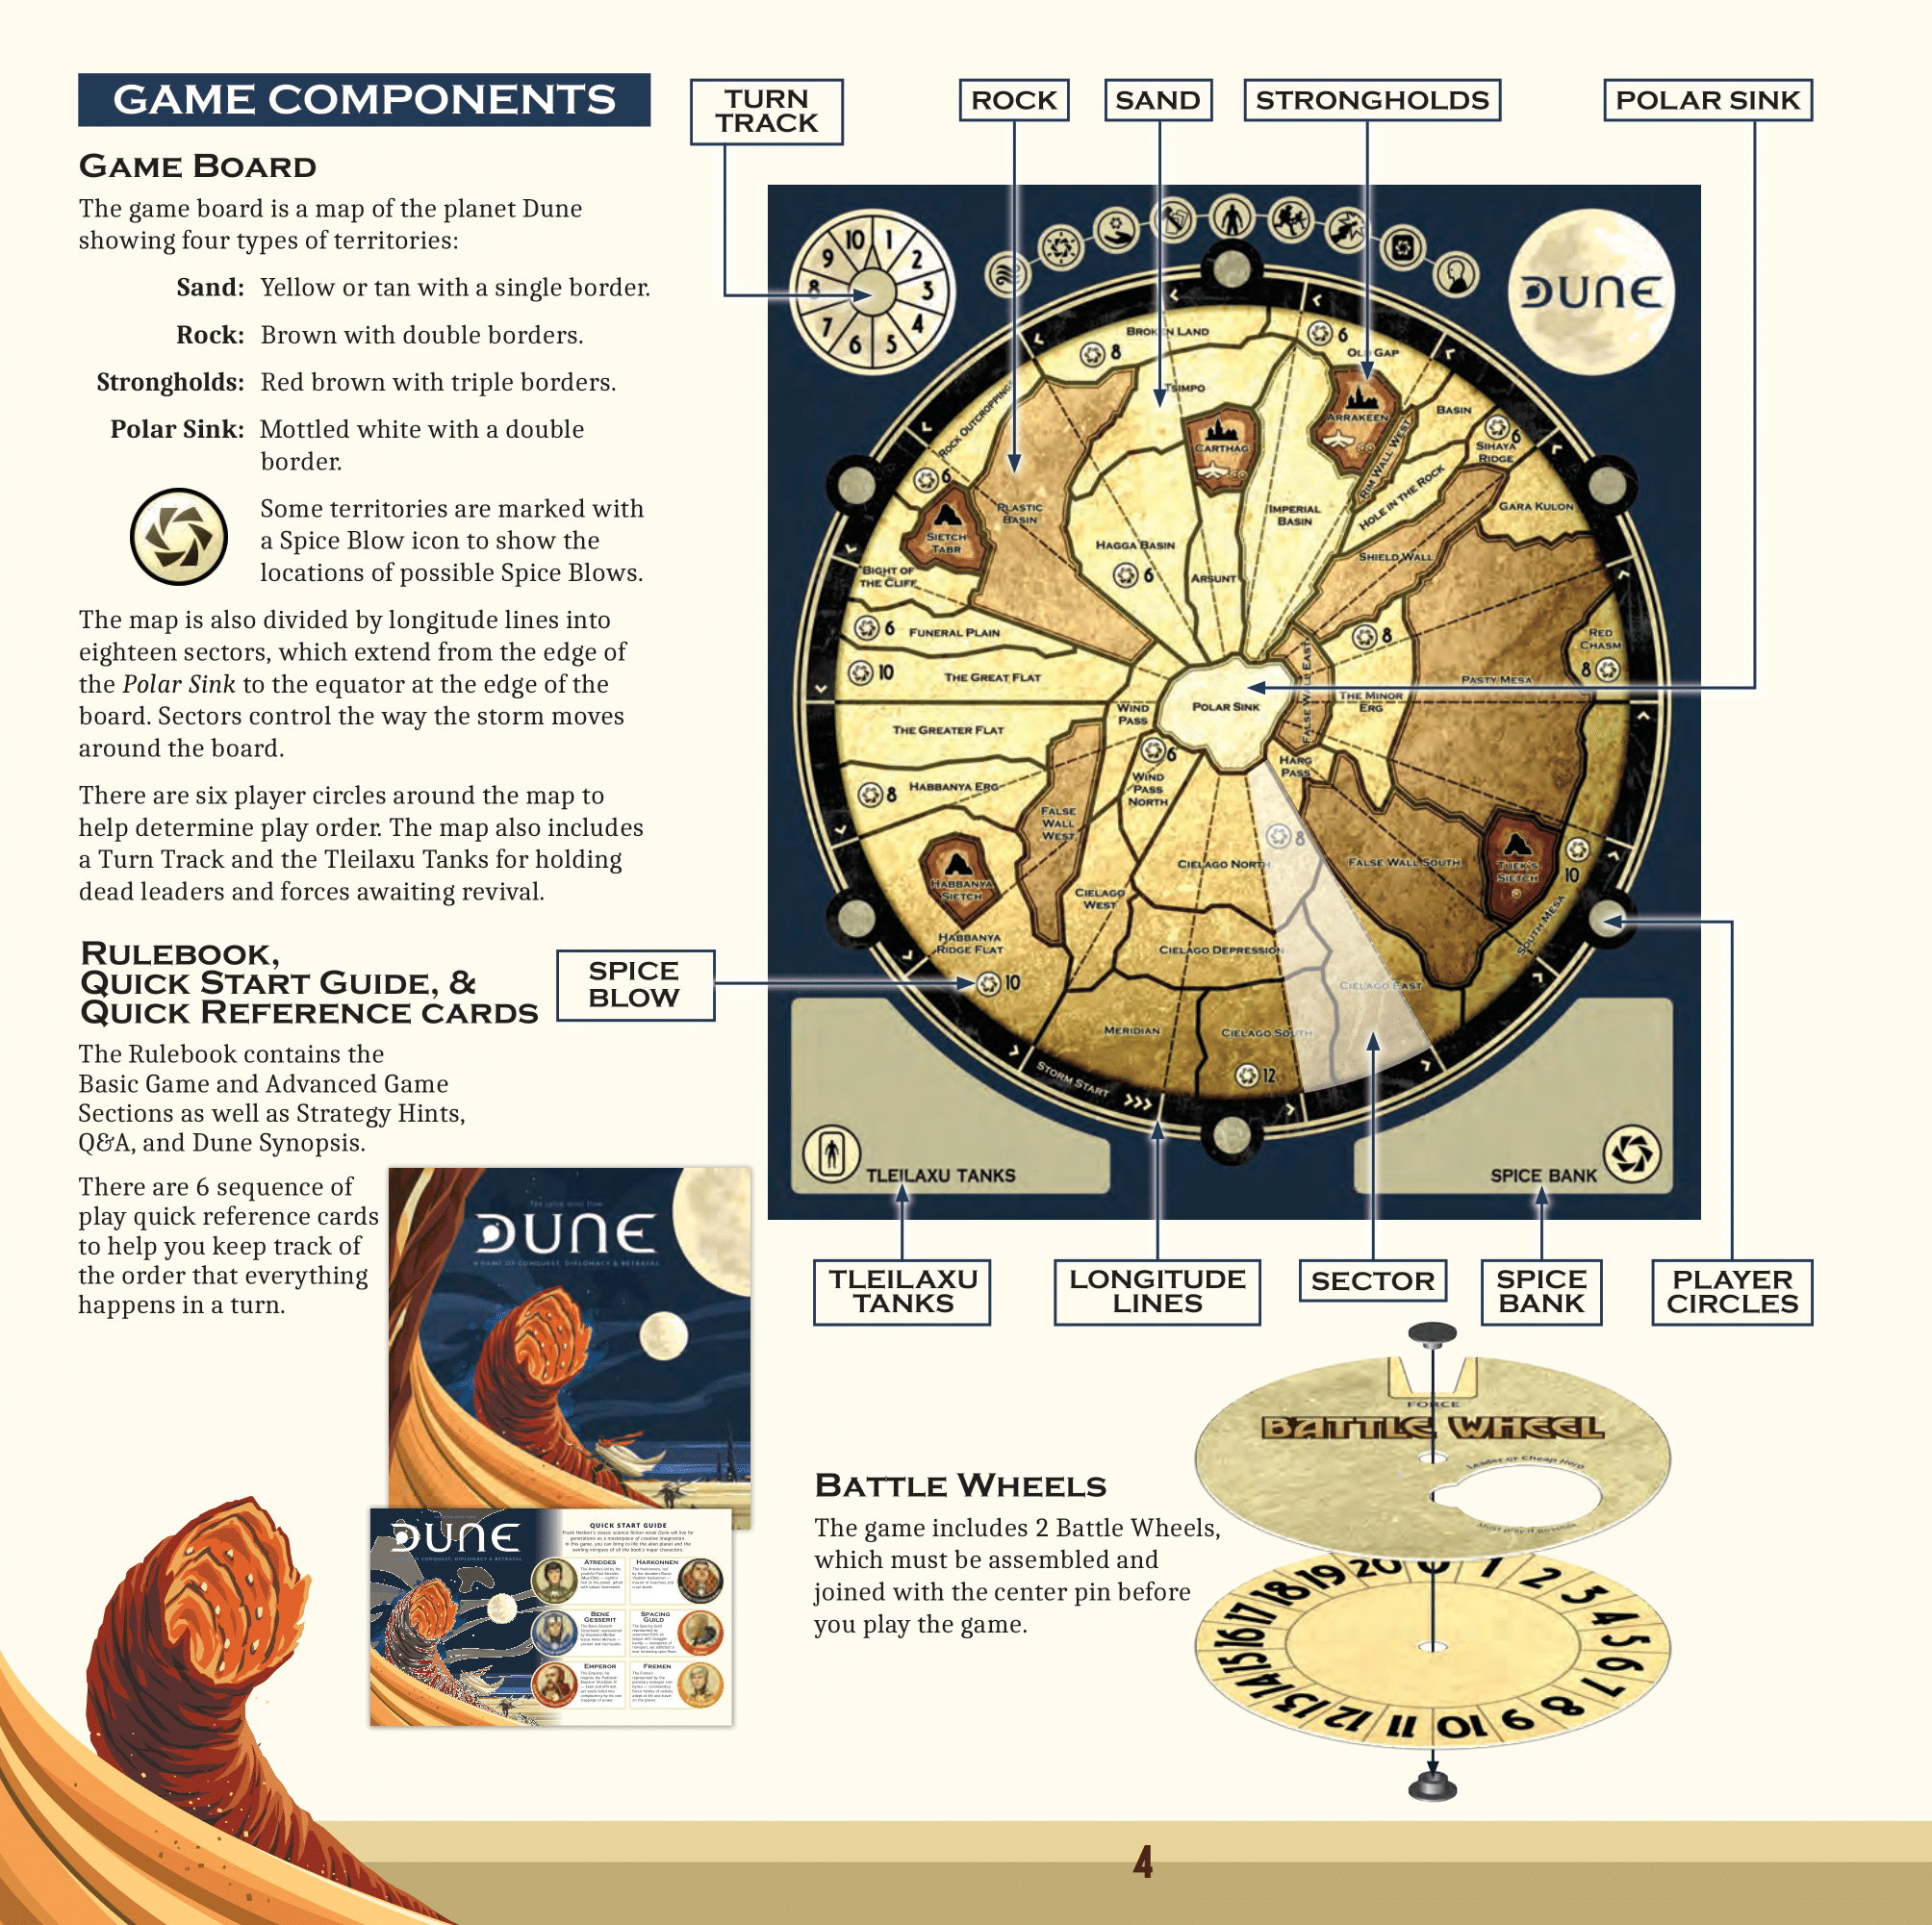 GAME COMPONENTS
GAME BOARD
The game board is a map of the planet Dune
showing four types of territories:
Sand: Yellow or tan with a single border.
Rock: Brown with double borders.
Strongholds: Red brown with triple borders.
Polar Sink: Mottled white with a double
border.
Some territories are marked with
a Spice Blow icon to show the
locations of possible Spice Blows.
The map is also divided by longitude lines into
eighteen sectors, which extend from the edge of
the Polar Sink to the equator at the edge of the
board. Sectors control the way the storm moves
around the board.
There are six player circles around the map to
help determine play order. The map also includes
a Turn Track and the Tleilaxu Tanks for holding
dead leaders and forces awaiting revival.
RULEBOOK,
QUICK START GUIDE, &
QUICK REFERENCE CARDS
The Rulebook contains the
Basic Game and Advanced Game
Sections as well as Strategy Hints,
Q&A, and Dune Synopsis.
There are 6 sequence of
play quick reference cards
to help you keep track of
the order that everything
happens in a turn.
TURN
TRACK
ROCK
SAND
STRONGHOLDS
POLAR SINK
1
2
3
4
5
6
7
8
9
10
DUNE
BROKEN LAND
8
6
OLD GAP
TSIMPO
ROCK OUTCROPPINGS
6
CARTHAG
ARRAKEEN
BASIN
RIM WALL WEST
6
SIHAYA
RIDGE
HOLE IN THE ROCK
GARA KULON
PLASTIC
BASIN
SIETCH
TABR
IMPERIAL
BASIN
HAGGA BASIN
6
ARSUNT
SHIELD WALL
BIGHT OF
THE CLIFF
6 FUNERAL PLAIN
8
RED
CHASM
8
10 THE GREAT FLAT
PASTY MESA
WIND
PASS
POLAR SINK
FALSE WALL EAST
THE MINOR
ERG
THE GREATER FLAT
6
WIND
PASS
NORTH
HARG
PASS
8 HABBANYA ERG
FALSE
WALL
WEST
8
CIELAGO NORTH
FALSE WALL SOUTH
TUEK'S
SIETCH
10
HABBANYA
SIETCH
CIELAGO
WEST
SOUTH MESA
HABBANYA
RIDGE FLAT
CIELAGO DEPRESSION
10
CIELAGO EAST
MERIDIAN
CIELAGO SOUTH
12
STORM START
TLEILAXU TANKS
SPICE BANK
SPICE
BLOW
TLEILAXU
TANKS
LONGITUDE
LINES
SECTOR
SPICE
BANK
PLAYER
CIRCLES
DUNE
A GAME OF CONQUEST, DIPLOMACY & BETRAYAL
DUNE
QUICK START GUIDE
ATREIDES
HARKONNEN
BENE
GESSERIT
SPACING
GUILD
EMPEROR
FREMEN
BATTLE WHEELS
The game includes 2 Battle Wheels,
which must be assembled and
joined with the center pin before
you play the game.
FORCE
BATTLE WHEEL
Leader or Cheap Hero
Must play if possible
0
1
2
3
4
5
6
7
8
9
10
11
12
13
14
15
16
17
18
19
20
4